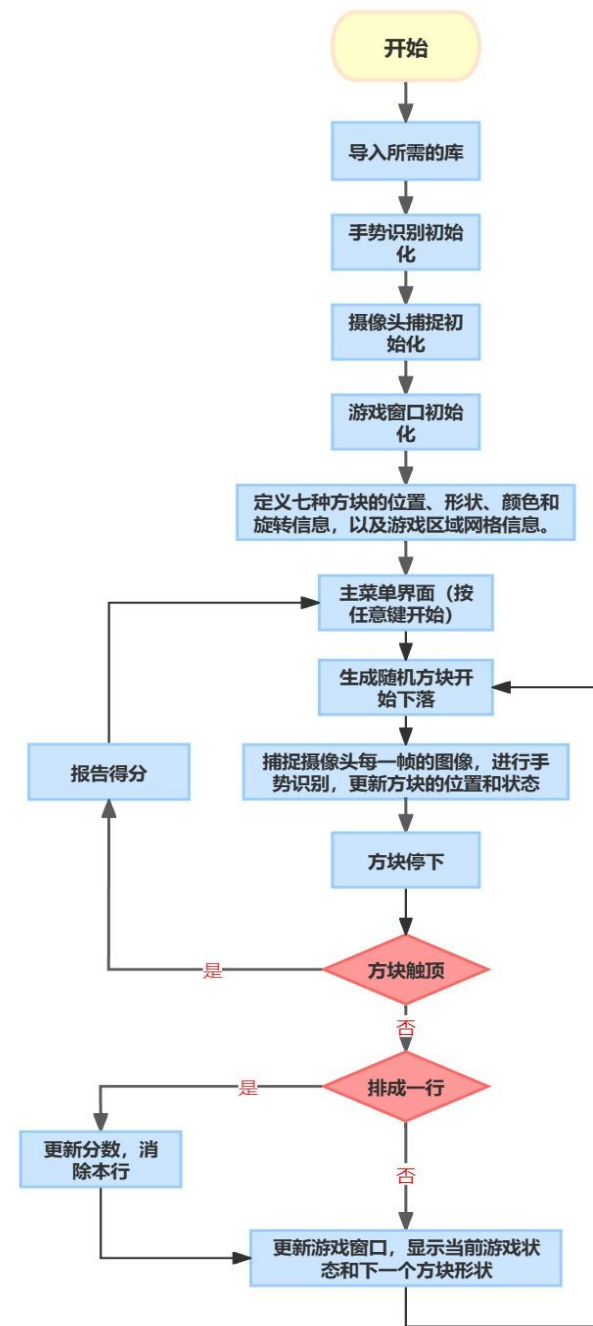 开始
导入所需的库
手势识别初始
化
摄像头捕捉初
始化
游戏窗口初始
化
定义七种方块的位置、形状、颜色和
旋转信息，以及游戏区域网格信息。
主菜单界面（按
任意键开始）
生成随机方块开
始下落
报告得分
捕捉摄像头每一帧的图像，进行手
势识别，更新方块的位置和状态
方块停下
方块触顶
是
否
排成一行
是
更新分数，消
除本行
否
更新游戏窗口，显示当前游戏状
态和下一个方块形状